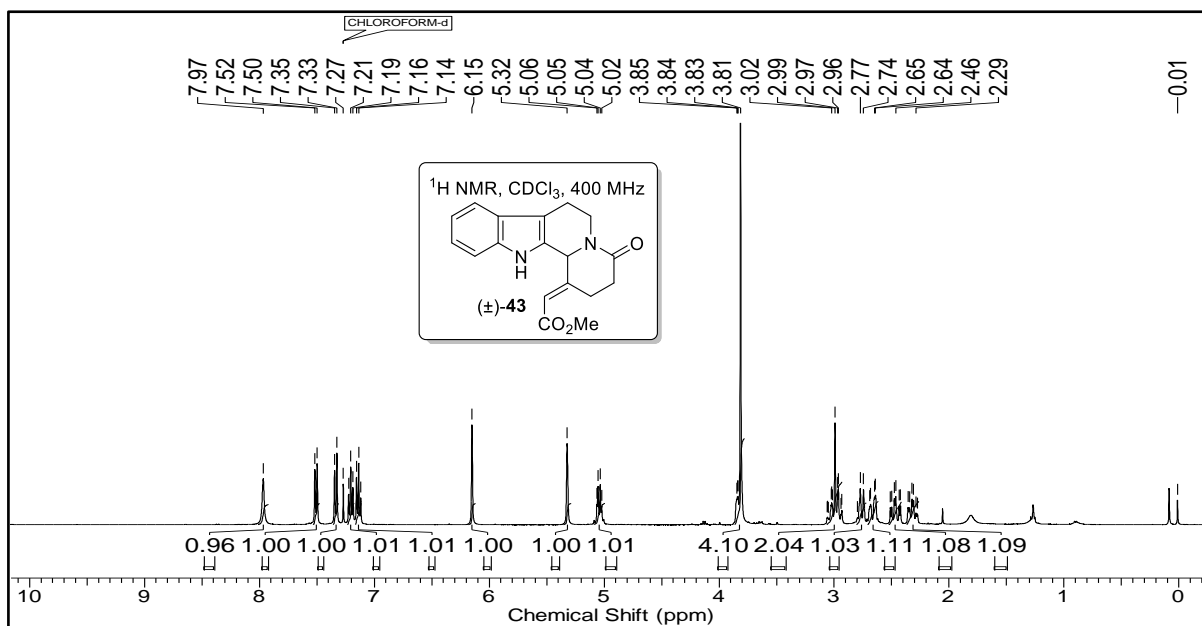 CHLOROFORM-d
7.97 7.52 7.50 7.35 7.33 7.27 7.21 7.19 7.16 7.14 6.15 5.32 5.06 5.05 5.04 5.02 3.85 3.84 3.83 3.81 3.02 2.99 2.97 2.96 2.77 2.74 2.65 2.64 2.46 2.29 0.01
¹H NMR, CDCl₃, 400 MHz
N O
N
H
(±)-43
CO₂Me
0.96 1.00 1.00 1.01 1.01 1.00 1.00 1.01 4.10 2.04 1.03 1.11 1.08 1.09
10 9 8 7 6 5 4 3 2 1 0
Chemical Shift (ppm)